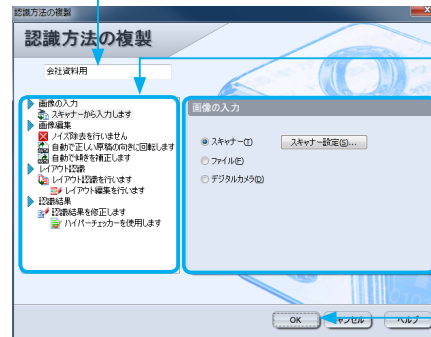 認識方法の複製
認識方法の複製
会社資料用
画像の入力
スキャナーから入力します
画像編集
ノイズ除去を行いません
自動で正しい原稿の向きに回転します
自動で傾きを補正します
レイアウト認識
レイアウト認識を行います
レイアウト編集を行います
認識結果
認識結果を修正します
ハイパーチェッカーを使用します
画像の入力
スキャナー(T) スキャナー設定(S)...
ファイル(F)
デジタルカメラ(D)
OK キャンセル ヘルプ